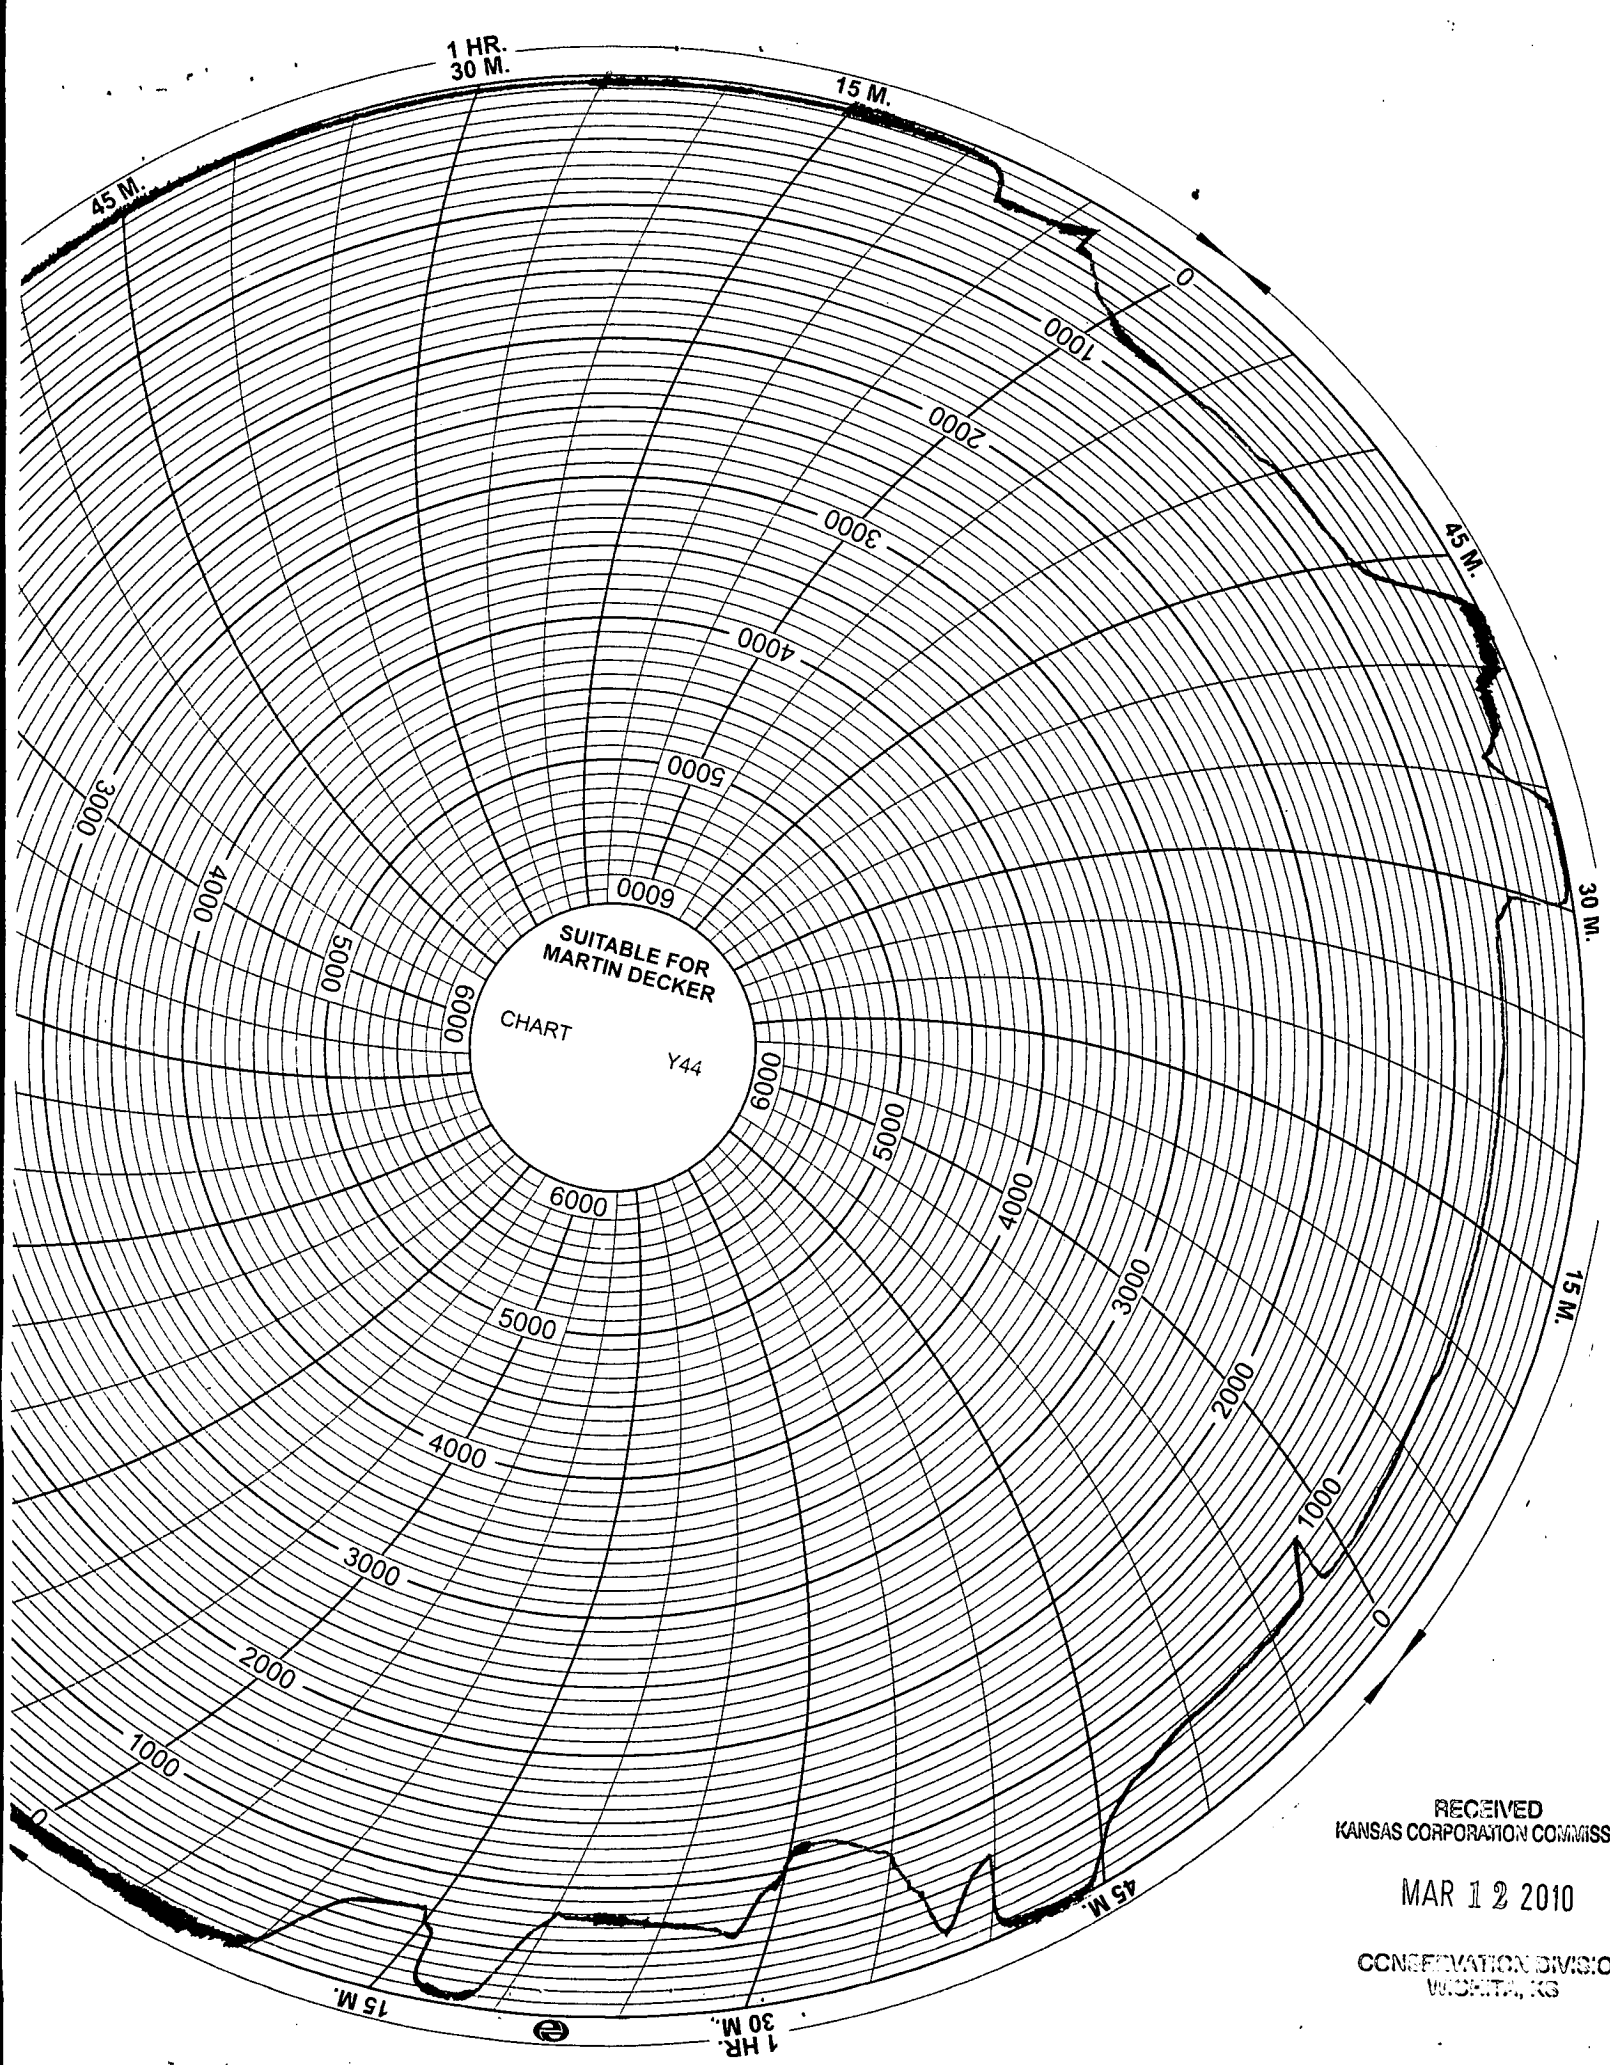 1 HR.
30 M.
15 M.
45 M.
0
1000
2000
3000
4000
5000
6000
45 M.
30 M.
3000
4000
5000
6000
SUITABLE FOR
MARTIN DECKER
CHART
Y44
6000
5000
4000
3000
2000
1000
0
15 M.
6000
5000
4000
3000
2000
1000
0
45 M.
15 M.
1 HR.
30 M.
RECEIVED
KANSAS CORPORATION COMMISS
MAR 12 2010
CONSERVATION DIVISIO
WICHITA, KS